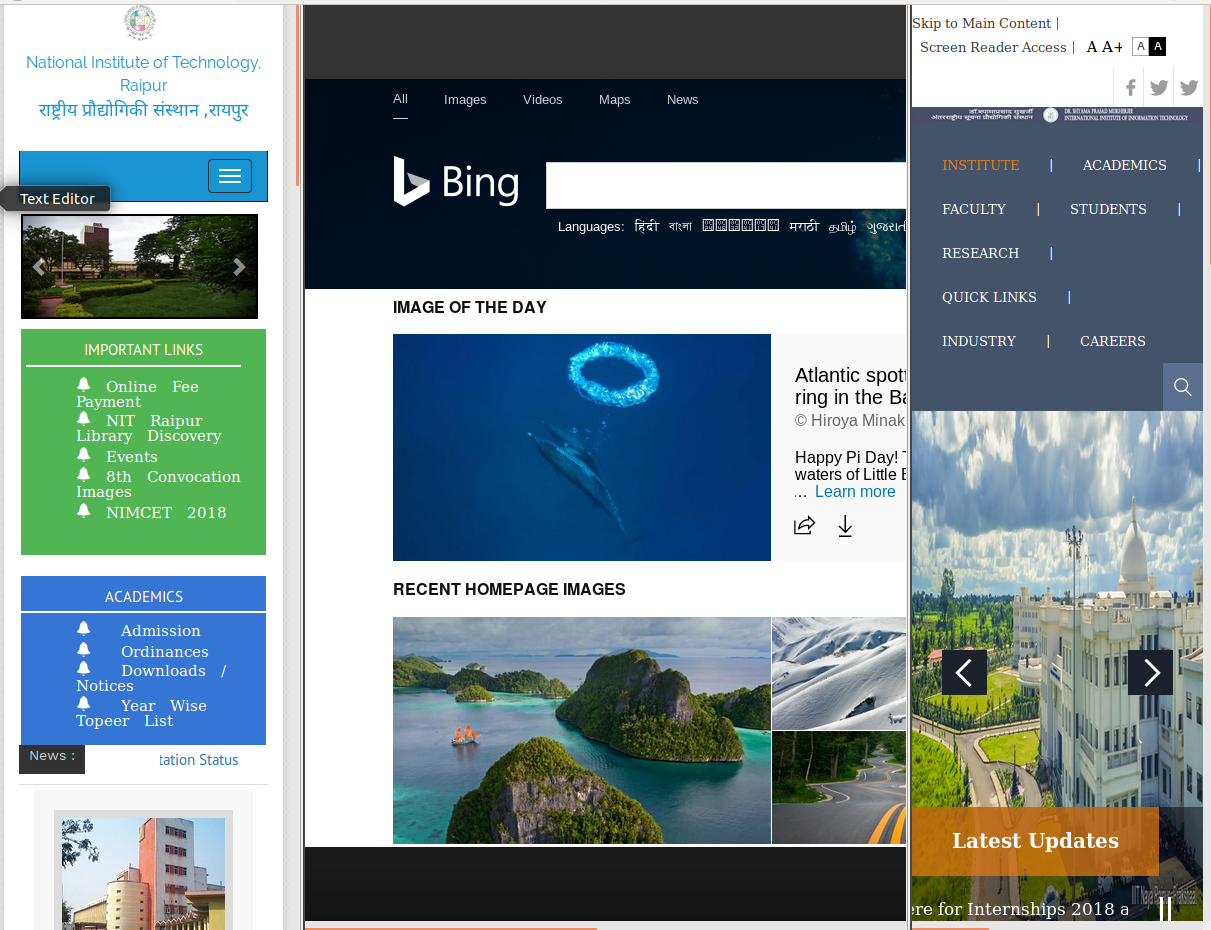 National Institute of Technology,
Raipur
राष्ट्रीय प्रौद्योगिकी संस्थान ,रायपुर
Text Editor
IMPORTANT LINKS
Online Fee
Payment
NIT Raipur
Library Discovery
Events
8th Convocation
Images
NIMCET 2018
ACADEMICS
Admission
Ordinances
Downloads /
Notices
Year Wise
Topeer List
News :
tation Status
All Images Videos Maps News
Bing
Languages: हिंदी বাংলা मराठी தமிழ்
IMAGE OF THE DAY
Atlantic spott
ring in the Ba
© Hiroya Minak
Happy Pi Day! T
waters of Little B
... Learn more
RECENT HOMEPAGE IMAGES
Skip to Main Content |
Screen Reader Access | A A+ A A
डॉ.श्यामाप्रसाद मुखर्जी
अंतरराष्ट्रीय सूचना प्रौद्योगिकी संस्थान
DR. SHYAMA PRASAD MUKHERJEE
INTERNATIONAL INSTITUTE OF INFORMATION TECHNOLOGY
INSTITUTE | ACADEMICS |
FACULTY | STUDENTS |
RESEARCH |
QUICK LINKS |
INDUSTRY | CAREERS
Latest Updates
ere for Internships 2018 a